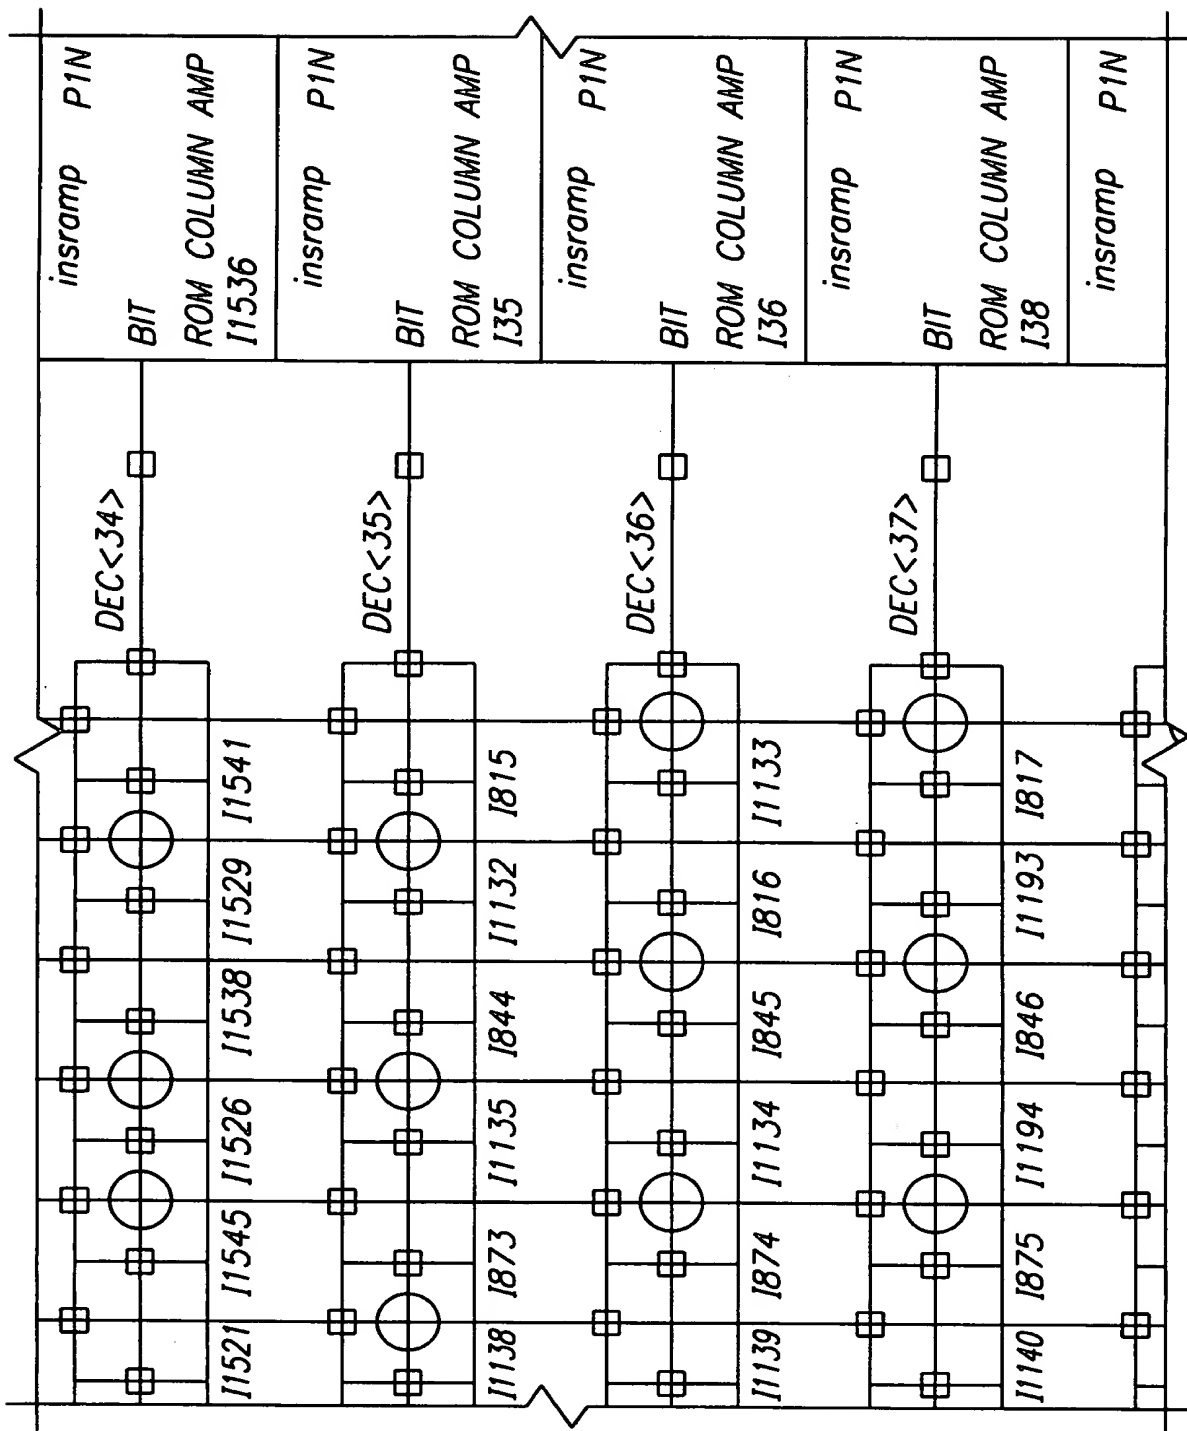 insramp P1N
BIT
ROM COLUMN AMP
I1536
DEC<34>
I1541
I1529
I1538
I1526
I1545
I1521
insramp P1N
BIT
ROM COLUMN AMP
I35
DEC<35>
I815
I1132
I844
I1135
I873
I1138
insramp P1N
BIT
ROM COLUMN AMP
I36
DEC<36>
I1133
I816
I845
I1134
I874
I1139
insramp P1N
BIT
ROM COLUMN AMP
I38
DEC<37>
I817
I1193
I846
I1194
I875
I1140
insramp P1N